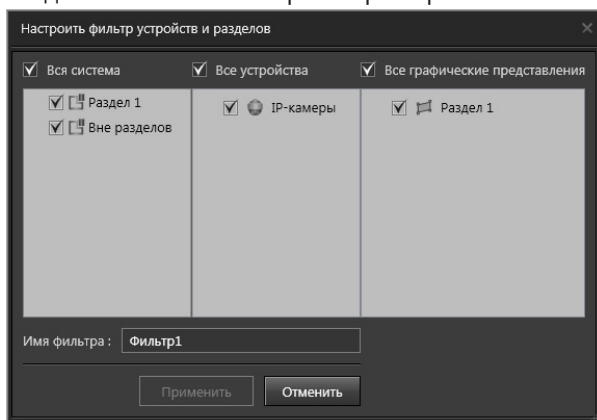 Настроить фильтр устройств и разделов
Вся система
Все устройства
Все графические представления
Раздел 1
Вне разделов
IP-камеры
Раздел 1
Имя фильтра :
Фильтр1
Применить
Отменить